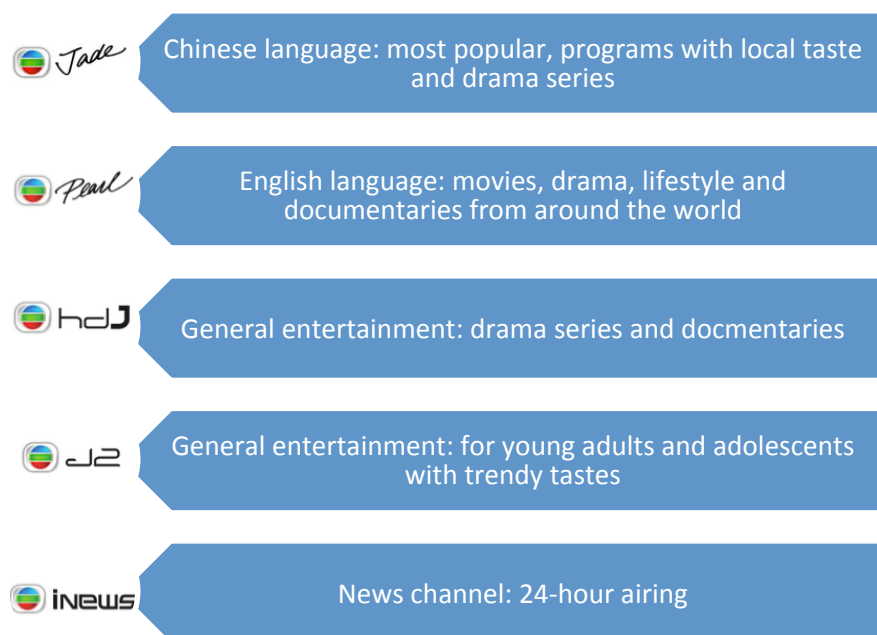 Jade
Chinese language: most popular, programs with local taste
and drama series
Pearl
English language: movies, drama, lifestyle and
documentaries from around the world
hdJ
General entertainment: drama series and docmentaries
J2
General entertainment: for young adults and adolescents
with trendy tastes
iNews
News channel: 24-hour airing